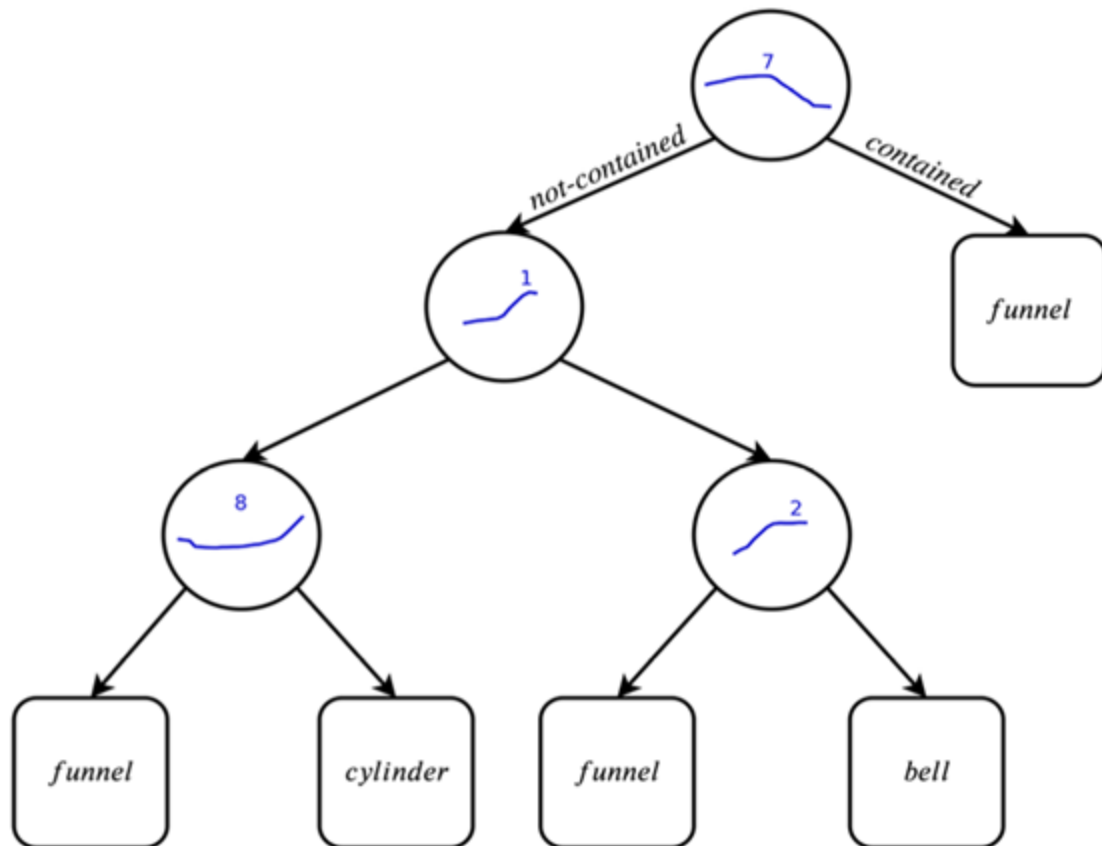 7
not-contained
contained
1
funnel
8
2
funnel
cylinder
funnel
bell